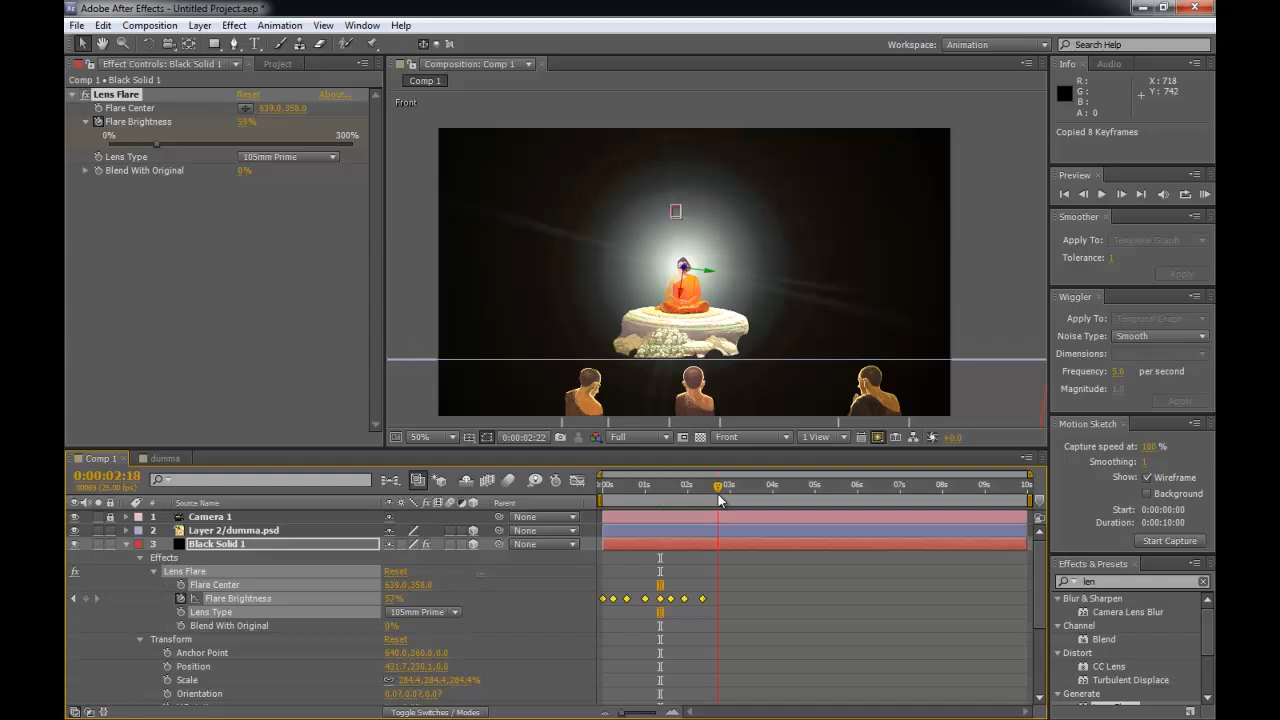 Adobe After Effects - Untitled Project.aep *
File Edit Composition Layer Effect Animation View Window Help
Workspace: Animation
Search Help
Effect Controls: Black Solid 1 Project
Comp 1 • Black Solid 1
Lens Flare Reset About...
Flare Center 639.0,358.0
Flare Brightness 59%
0% 300%
Lens Type 105mm Prime
Blend With Original 0%
Composition: Comp 1
Comp 1
Front
50% 0:00:02:22 Full Front 1 View +0.0
Info Audio
R: X: 718
G: Y: 742
B:
A: 0
Copied 8 Keyframes
Preview
Smoother
Apply To: Temporal Graph
Tolerance: 1
Apply
Wiggler
Apply To: Temporal Graph
Noise Type: Smooth
Dimensions:
Frequency: 5.0 per second
Magnitude: 1.0
Apply
Motion Sketch
Capture speed at: 100 %
Smoothing: 1
Show: Wireframe
Background
Start: 0:00:00:00
Duration: 0:00:10:00
Start Capture
Effects & Presets
len
Blur & Sharpen
Camera Lens Blur
Channel
Blend
Distort
CC Lens
Turbulent Displace
Generate
Comp 1 dumma
0:00:02:18
00068 (25.00 fps)
:00s 01s 02s 03s 04s 05s 06s 07s 08s 09s 10s
# Source Name Parent
1 Camera 1 None
2 Layer 2/dumma.psd None
3 Black Solid 1 None
Effects
Lens Flare Reset ...
Flare Center 639.0,358.0
Flare Brightness 57%
Lens Type 105mm Prime
Blend With Original 0%
Transform Reset
Anchor Point 640.0,360.0,0.0
Position 431.7,230.1,0.0
Scale 284.4,284.4,284.4%
Orientation 0.0°,0.0°,0.0°
Toggle Switches / Modes